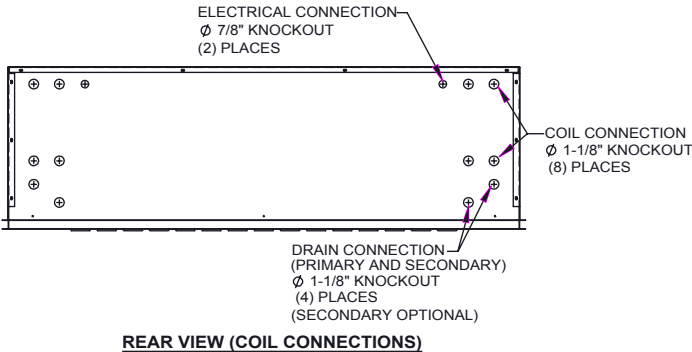 ELECTRICAL CONNECTION
Ø 7/8" KNOCKOUT
(2) PLACES
COIL CONNECTION
Ø 1-1/8" KNOCKOUT
(8) PLACES
DRAIN CONNECTION
(PRIMARY AND SECONDARY)
Ø 1-1/8" KNOCKOUT
(4) PLACES
(SECONDARY OPTIONAL)
REAR VIEW (COIL CONNECTIONS)